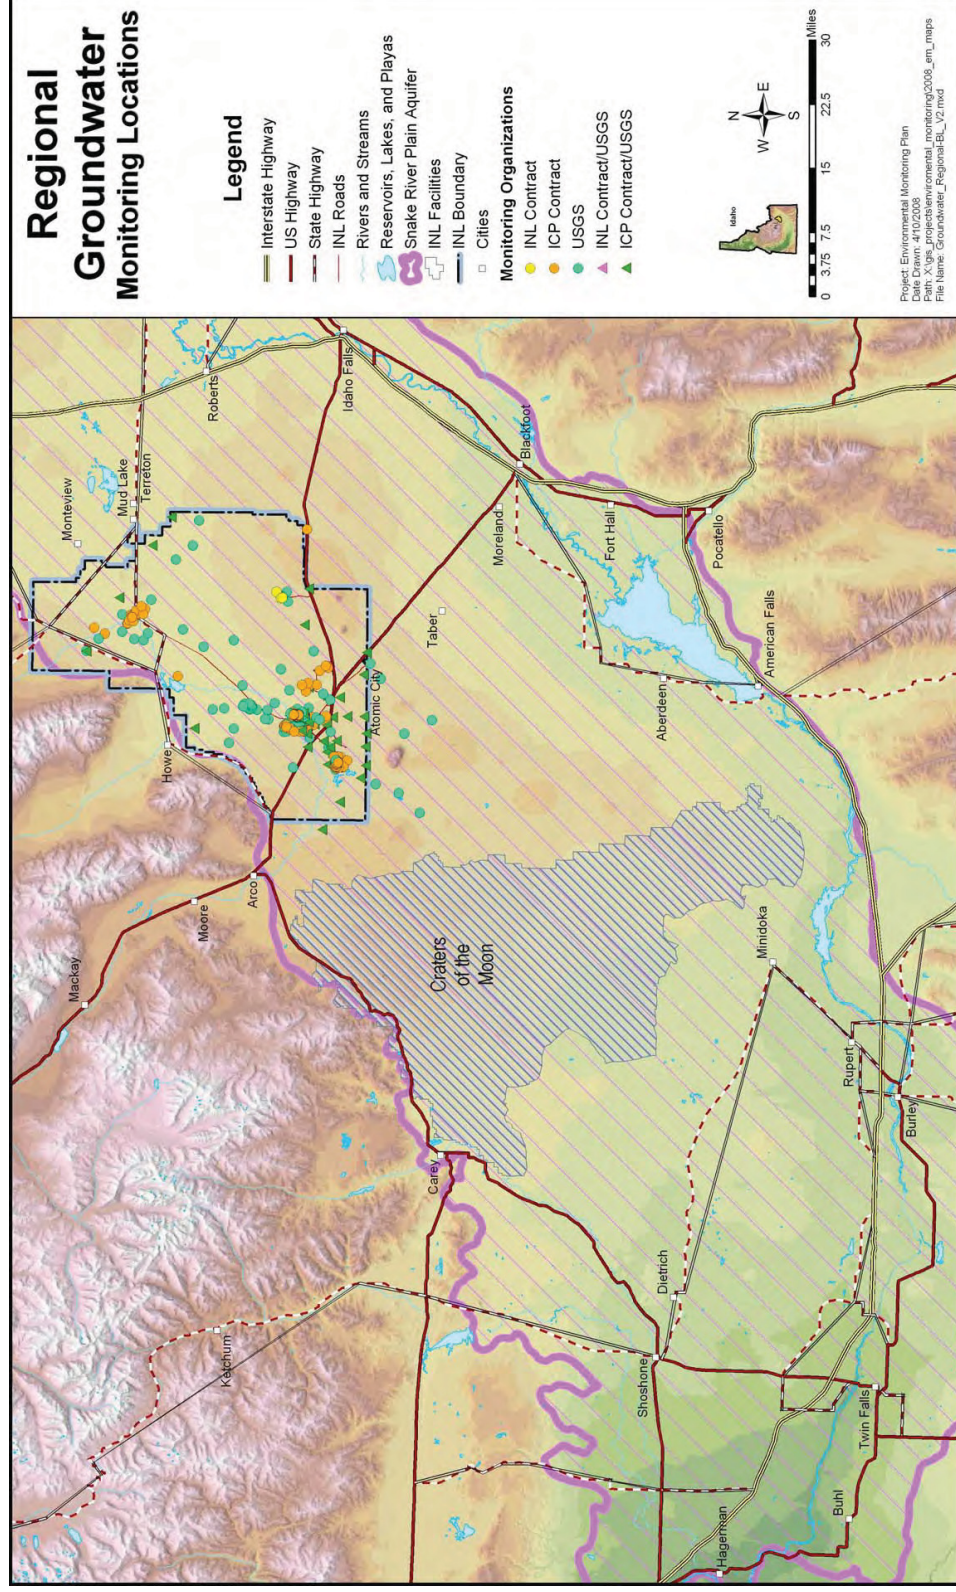 Regional
Groundwater
Monitoring Locations
Legend
Interstate Highway
US Highway
State Highway
INL Roads
Rivers and Streams
Reservoirs, Lakes, and Playas
Snake River Plain Aquifer
INL Facilities
INL Boundary
Cities
Monitoring Organizations
INL Contract
ICP Contract
USGS
INL Contract/USGS
ICP Contract/USGS
Idaho
N
W
E
S
0 3.75 7.5 15 22.5 30
Miles
Project: Environmental Monitoring Plan
Date Drawn: 4/10/2008
Path: X:\gis_projects\enviromental_monitoring\2008_em_maps
File Name: Groundwater_Regional-BL_V2.mxd
Monteview
Mud Lake
Terreton
Roberts
Idaho Falls
Howe
Mackay
Moore
Arco
Atomic City
Taber
Moreland
Blackfoot
Fort Hall
Pocatello
Aberdeen
American Falls
Ketchum
Carey
Craters
of the
Moon
Minidoka
Rupert
Burley
Dietrich
Shoshone
Twin Falls
Buhl
Hagerman